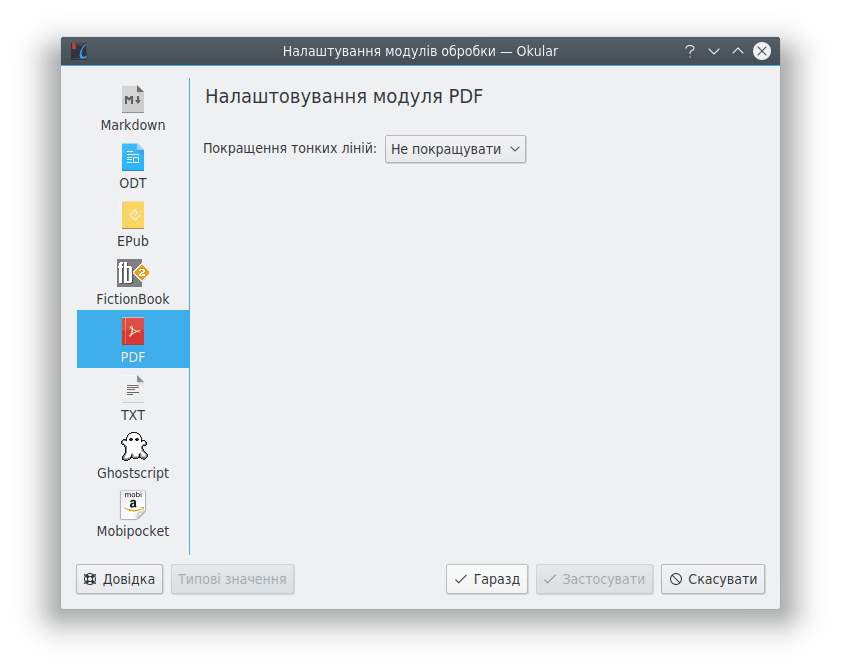 Налаштування модулів обробки — Okular
Налаштовування модуля PDF
Покращення тонких ліній: Не покращувати
M
Markdown
ODT
EPub
fb2
FictionBook
PDF
TXT
Ghostscript
mobi
a
Mobipocket
Довідка Типові значення Гаразд Застосувати Скасувати